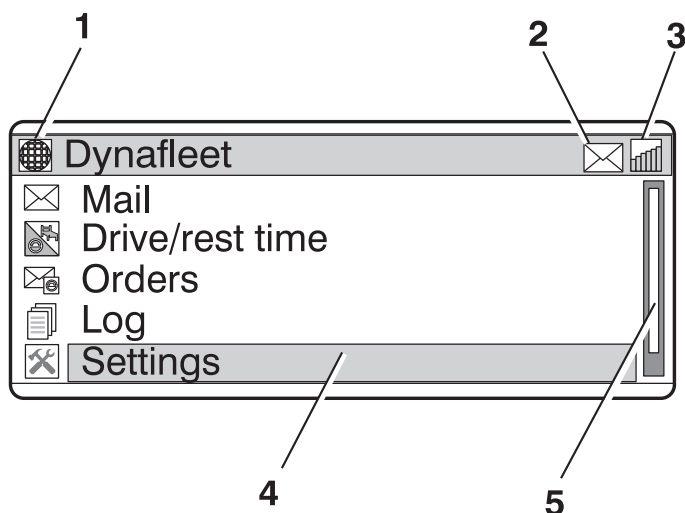 1 2 3
Dynafleet
Mail
Drive/rest time
Orders
Log
Settings
4 5